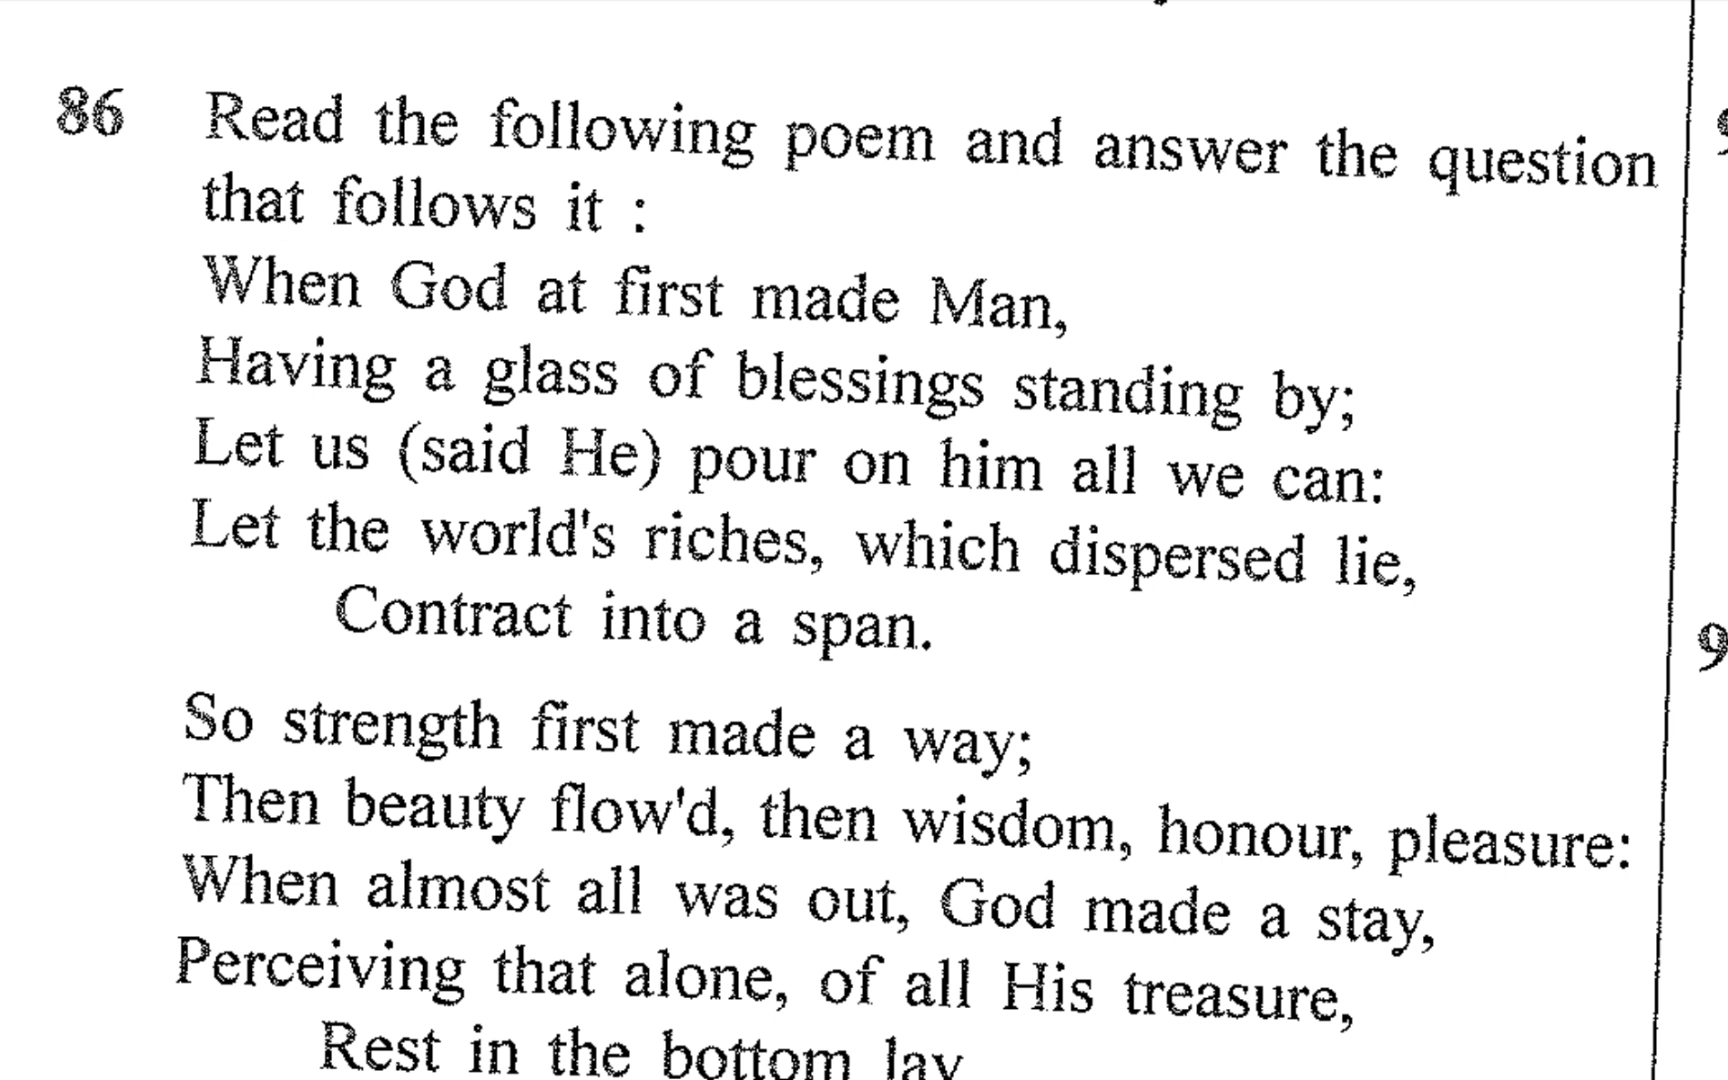 86 Read the following poem and answer the question
that follows it :
When God at first made Man,
Having a glass of blessings standing by;
Let us (said He) pour on him all we can:
Let the world's riches, which dispersed lie,
Contract into a span.
So strength first made a way;
Then beauty flow'd, then wisdom, honour, pleasure:
When almost all was out, God made a stay,
Perceiving that alone, of all His treasure,
Rest in the bottom lay